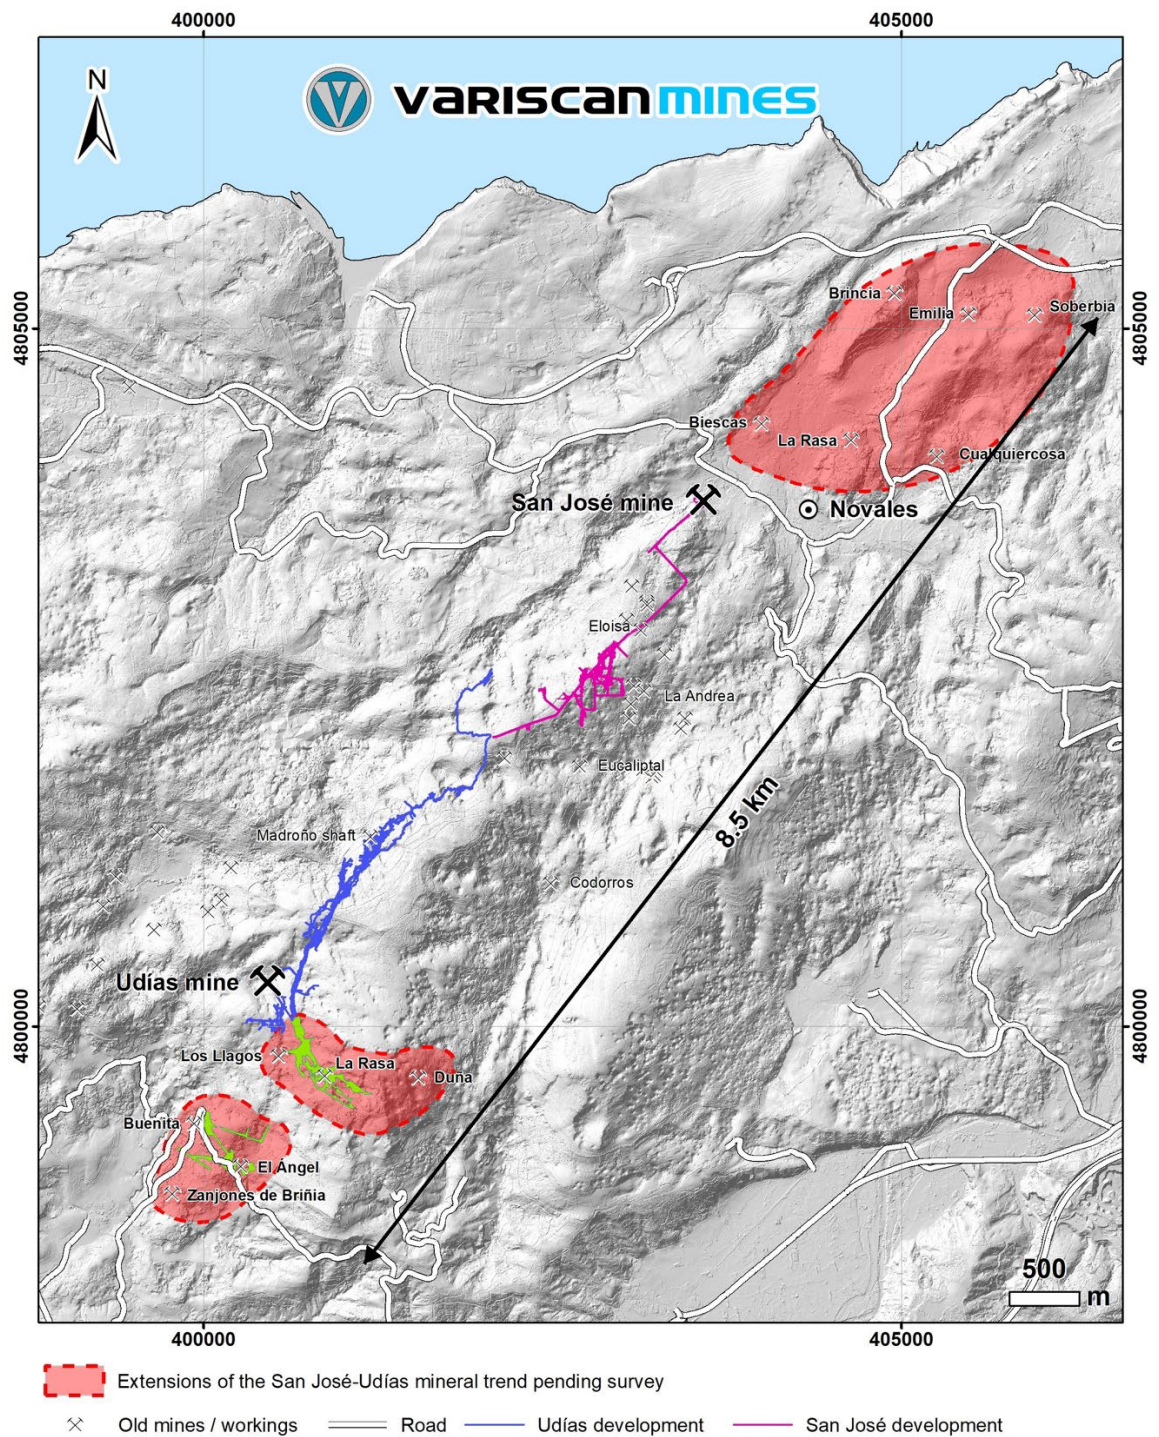 400000
405000
N
VARISCAN MINES
Brincia
Emilia
Soberbia
4805000
4805000
Biescas
La Rasa
Cualquiercosa
San José mine
Novales
Eloisa
La Andrea
Eucaliptal
8.5 km
Madroño shaft
Codorros
Udías mine
4800000
4800000
Los Llagos
La Rasa
Duña
Buenita
El Ángel
Zanjones de Briñia
500
m
400000
405000
Extensions of the San José-Udías mineral trend pending survey
Old mines / workings
Road
Udías development
San José development